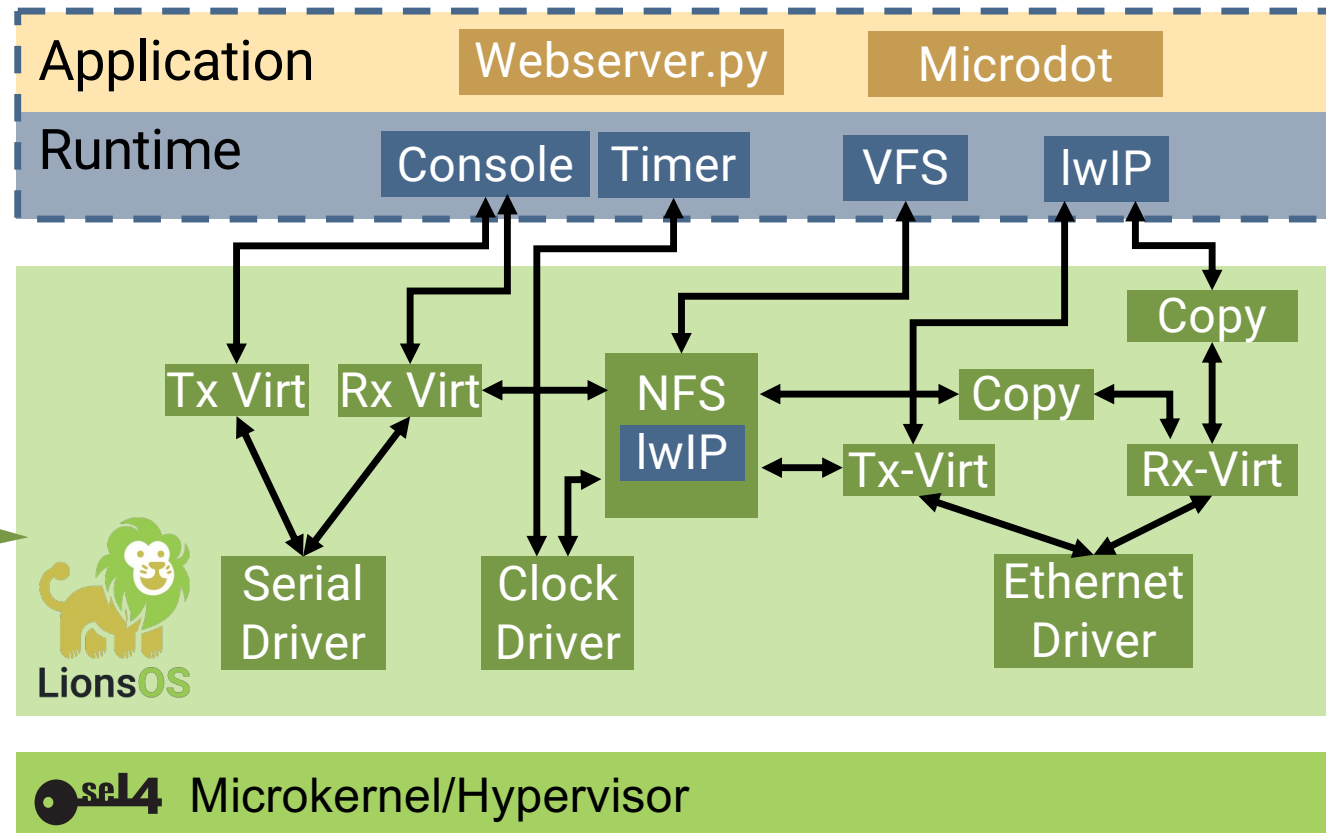 Application
Webserver.py
Microdot
Runtime
Console
Timer
VFS
lwIP
Copy
Tx Virt
Rx Virt
NFS
lwIP
Copy
Tx-Virt
Rx-Virt
Serial
Driver
Clock
Driver
Ethernet
Driver
LionsOS
seL4 Microkernel/Hypervisor